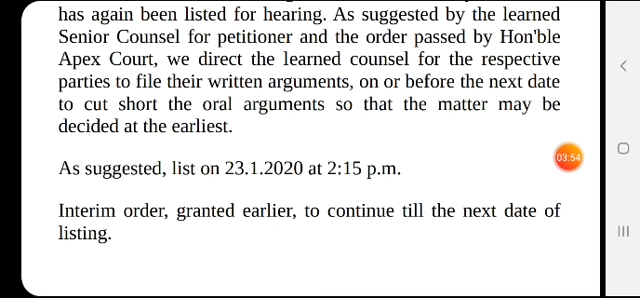 has again been listed for hearing. As suggested by the learned
Senior Counsel for petitioner and the order passed by Hon'ble
Apex Court, we direct the learned counsel for the respective
parties to file their written arguments, on or before the next date
to cut short the oral arguments so that the matter may be
decided at the earliest.
As suggested, list on 23.1.2020 at 2:15 p.m.
03:54
Interim order, granted earlier, to continue till the next date of
listing.